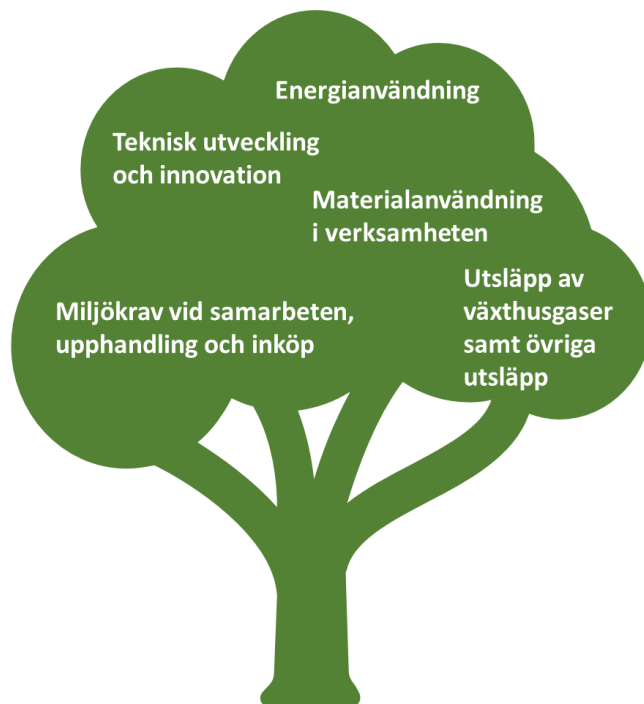 Energianvändning
Teknisk utveckling
och innovation
Materialanvändning
i verksamheten
Utsläpp av
växthusgaser
samt övriga
utsläpp
Miljökrav vid samarbeten,
upphandling och inköp